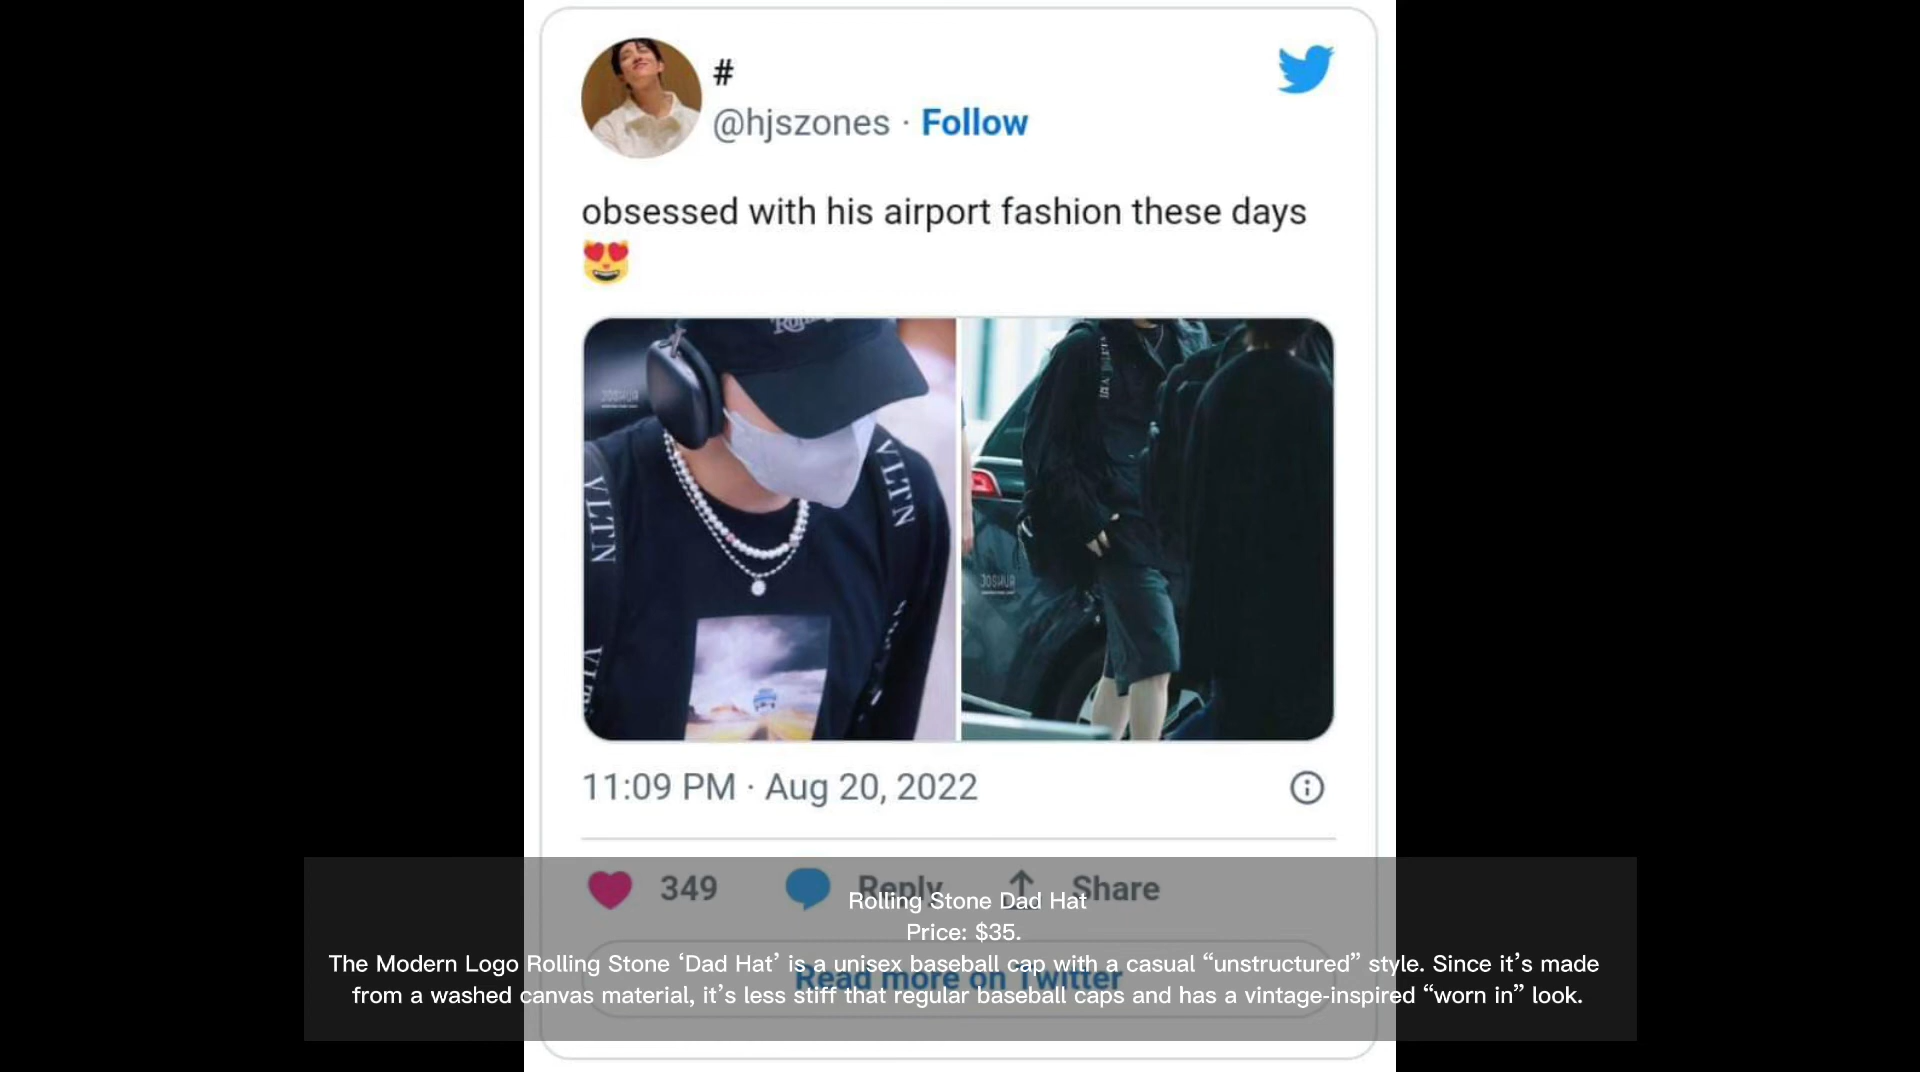 #
@hjszones · Follow
obsessed with his airport fashion these days
😻
JOSHUA
VLTN
VLTN
JOSHUA
11:09 PM · Aug 20, 2022
349 Reply Share
Read more on Twitter
Rolling Stone Dad Hat
Price: $35.
The Modern Logo Rolling Stone ‘Dad Hat’ is a unisex baseball cap with a casual “unstructured” style. Since it’s made
from a washed canvas material, it’s less stiff that regular baseball caps and has a vintage-inspired “worn in” look.